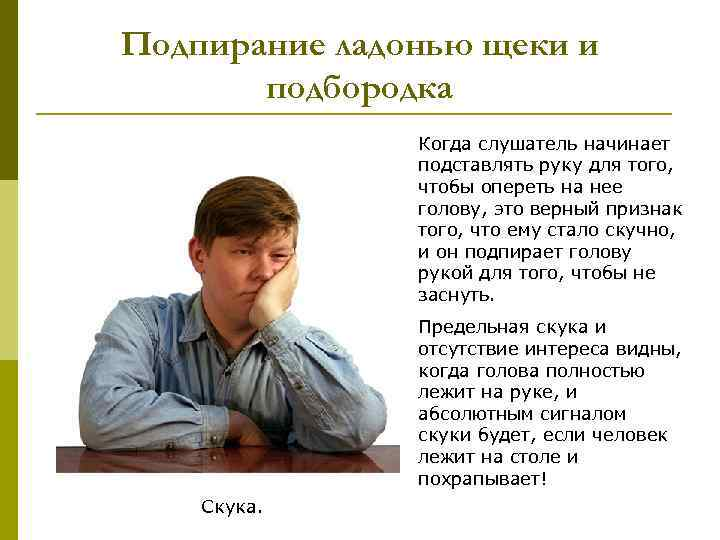 Подпирание ладонью щеки и
подбородка
Когда слушатель начинает
подставлять руку для того,
чтобы опереть на нее
голову, это верный признак
того, что ему стало скучно,
и он подпирает голову
рукой для того, чтобы не
заснуть.
Предельная скука и
отсутствие интереса видны,
когда голова полностью
лежит на руке, и
абсолютным сигналом
скуки будет, если человек
лежит на столе и
похрапывает!
Скука.